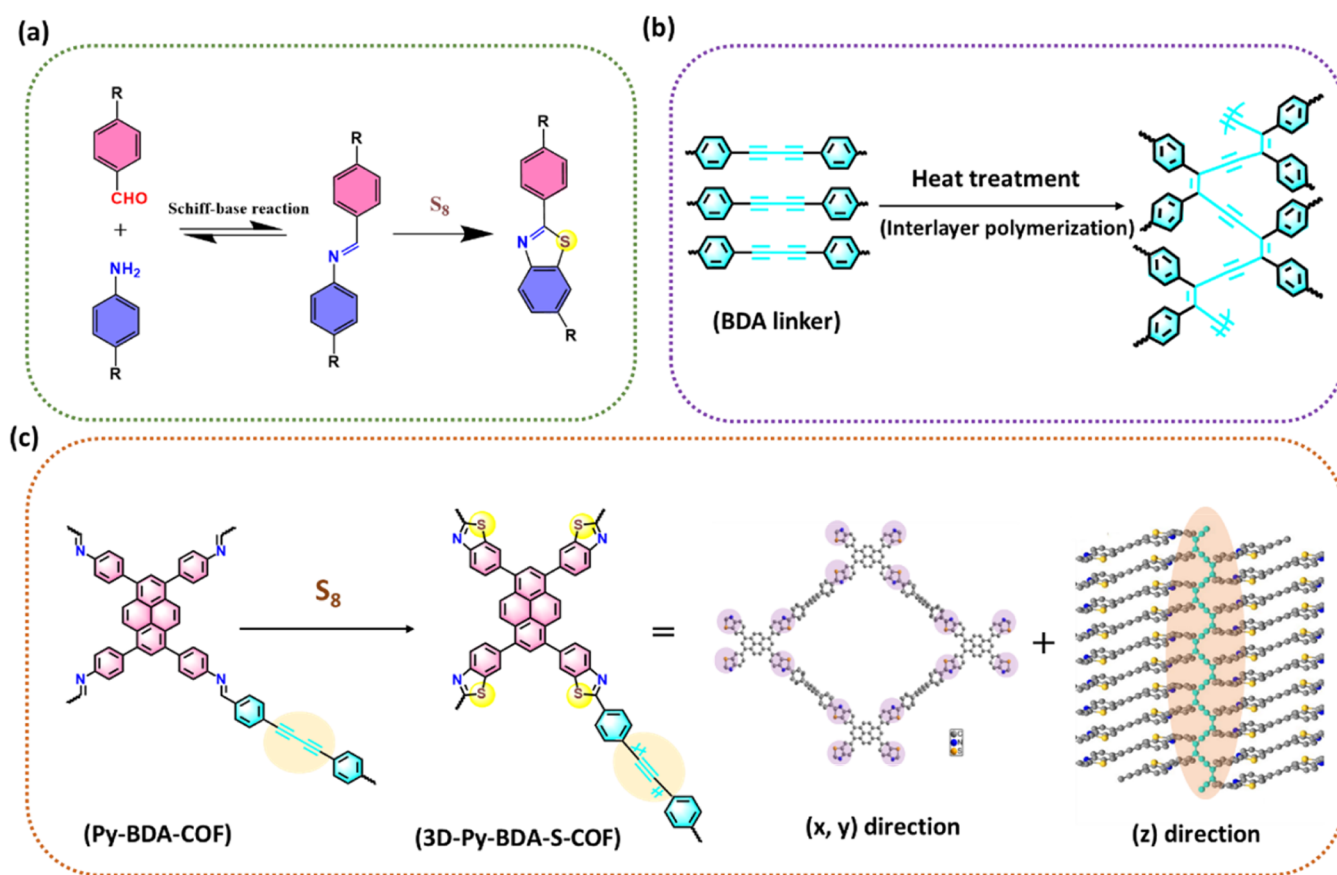 (a)
R
CHO
+
NH2
R
Schiff-base reaction
R
N
R
S8
R
N
S
R
(b)
(BDA linker)
Heat treatment
(Interlayer polymerization)
(c)
N
N
N
N
(Py-BDA-COF)
S8
S
S
N
N
N
N
S
S
(3D-Py-BDA-S-COF)
=
C
N
S
(x, y) direction
+
(z) direction